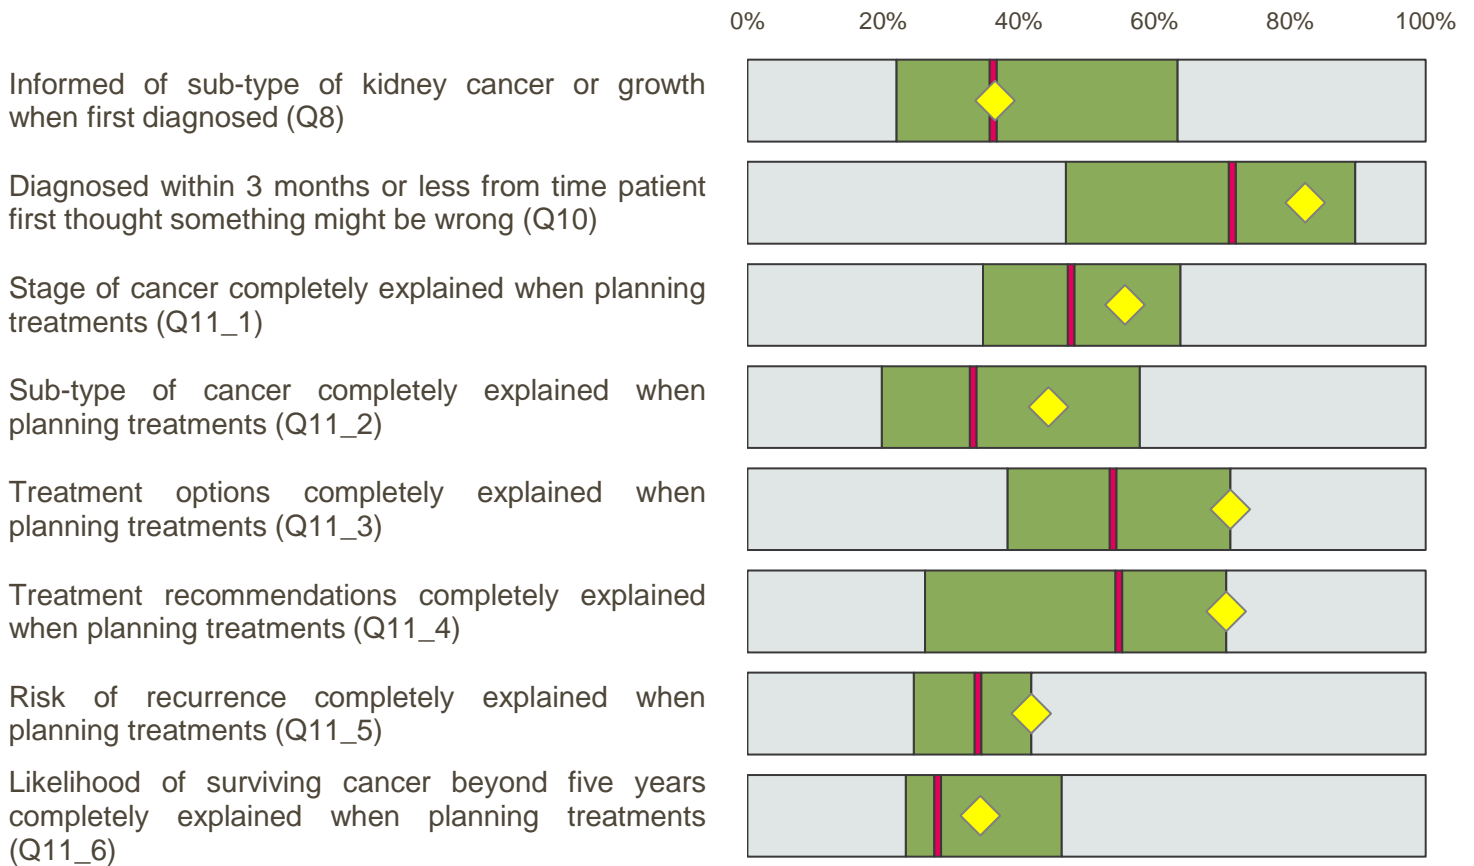 0% 20% 40% 60% 80% 100%
Informed of sub-type of kidney cancer or growth
when first diagnosed (Q8)
Diagnosed within 3 months or less from time patient
first thought something might be wrong (Q10)
Stage of cancer completely explained when planning
treatments (Q11_1)
Sub-type of cancer completely explained when
planning treatments (Q11_2)
Treatment options completely explained when
planning treatments (Q11_3)
Treatment recommendations completely explained
when planning treatments (Q11_4)
Risk of recurrence completely explained when
planning treatments (Q11_5)
Likelihood of surviving cancer beyond five years
completely explained when planning treatments
(Q11_6)